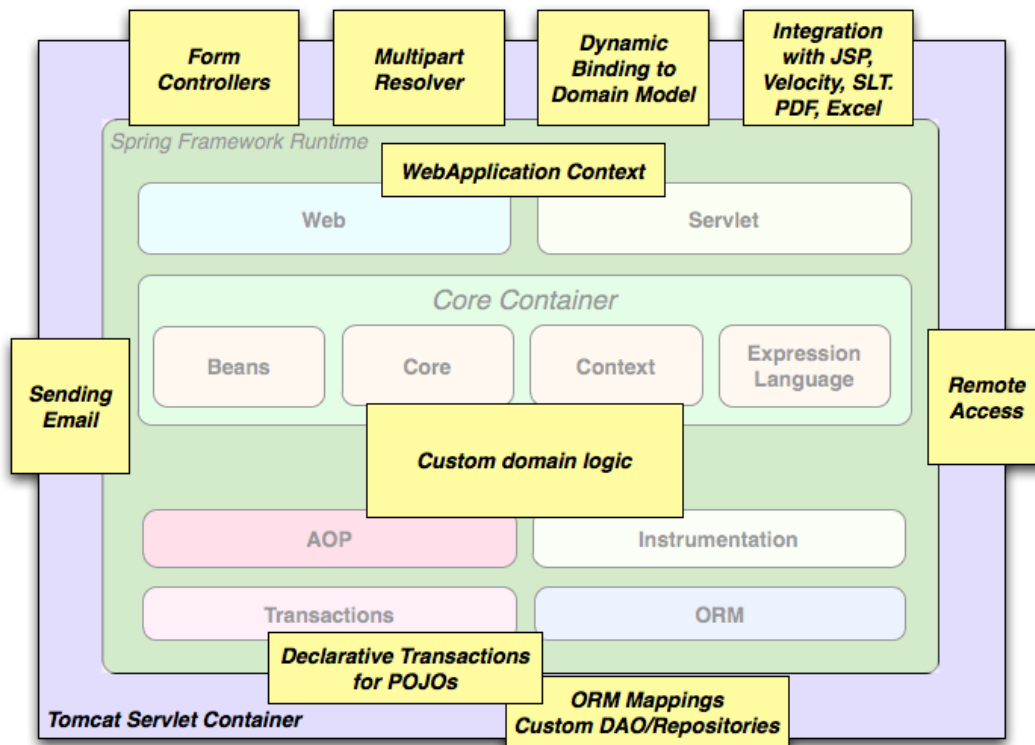 Form
Controllers
Multipart
Resolver
Dynamic
Binding to
Domain Model
Integration
with JSP,
Velocity, SLT.
PDF, Excel
Spring Framework Runtime
WebApplication Context
Web
Servlet
Core Container
Beans
Core
Context
Expression
Language
Sending
Email
Remote
Access
Custom domain logic
AOP
Instrumentation
Transactions
ORM
Declarative Transactions
for POJOs
ORM Mappings
Custom DAO/Repositories
Tomcat Servlet Container